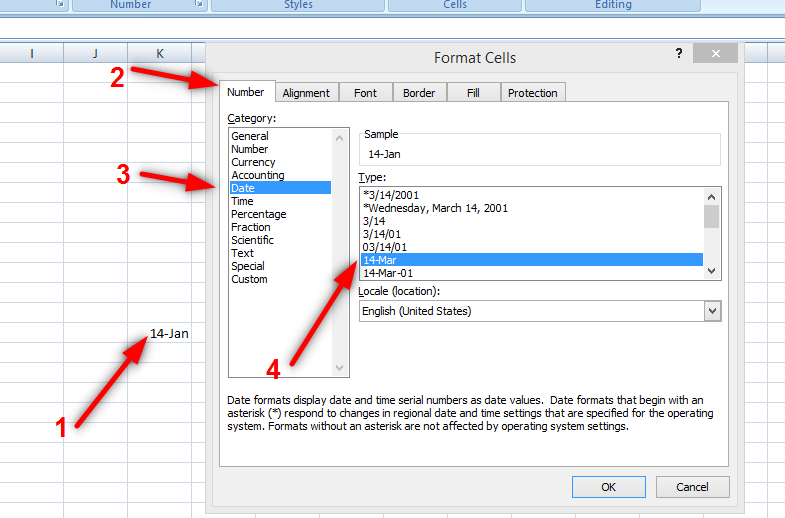 Number Styles Cells Editing
I J K
Format Cells ?
2
Number Alignment Font Border Fill Protection
Category:
General
Number
Currency
Accounting
3
Date
Time
Percentage
Fraction
Scientific
Text
Special
Custom
Sample
14-Jan
Type:
*3/14/2001
*Wednesday, March 14, 2001
3/14
3/14/01
03/14/01
14-Mar
14-Mar-01
Locale (location):
English (United States)
14-Jan
4
1
Date formats display date and time serial numbers as date values.  Date formats that begin with an
asterisk (*) respond to changes in regional date and time settings that are specified for the operating
system. Formats without an asterisk are not affected by operating system settings.
OK Cancel